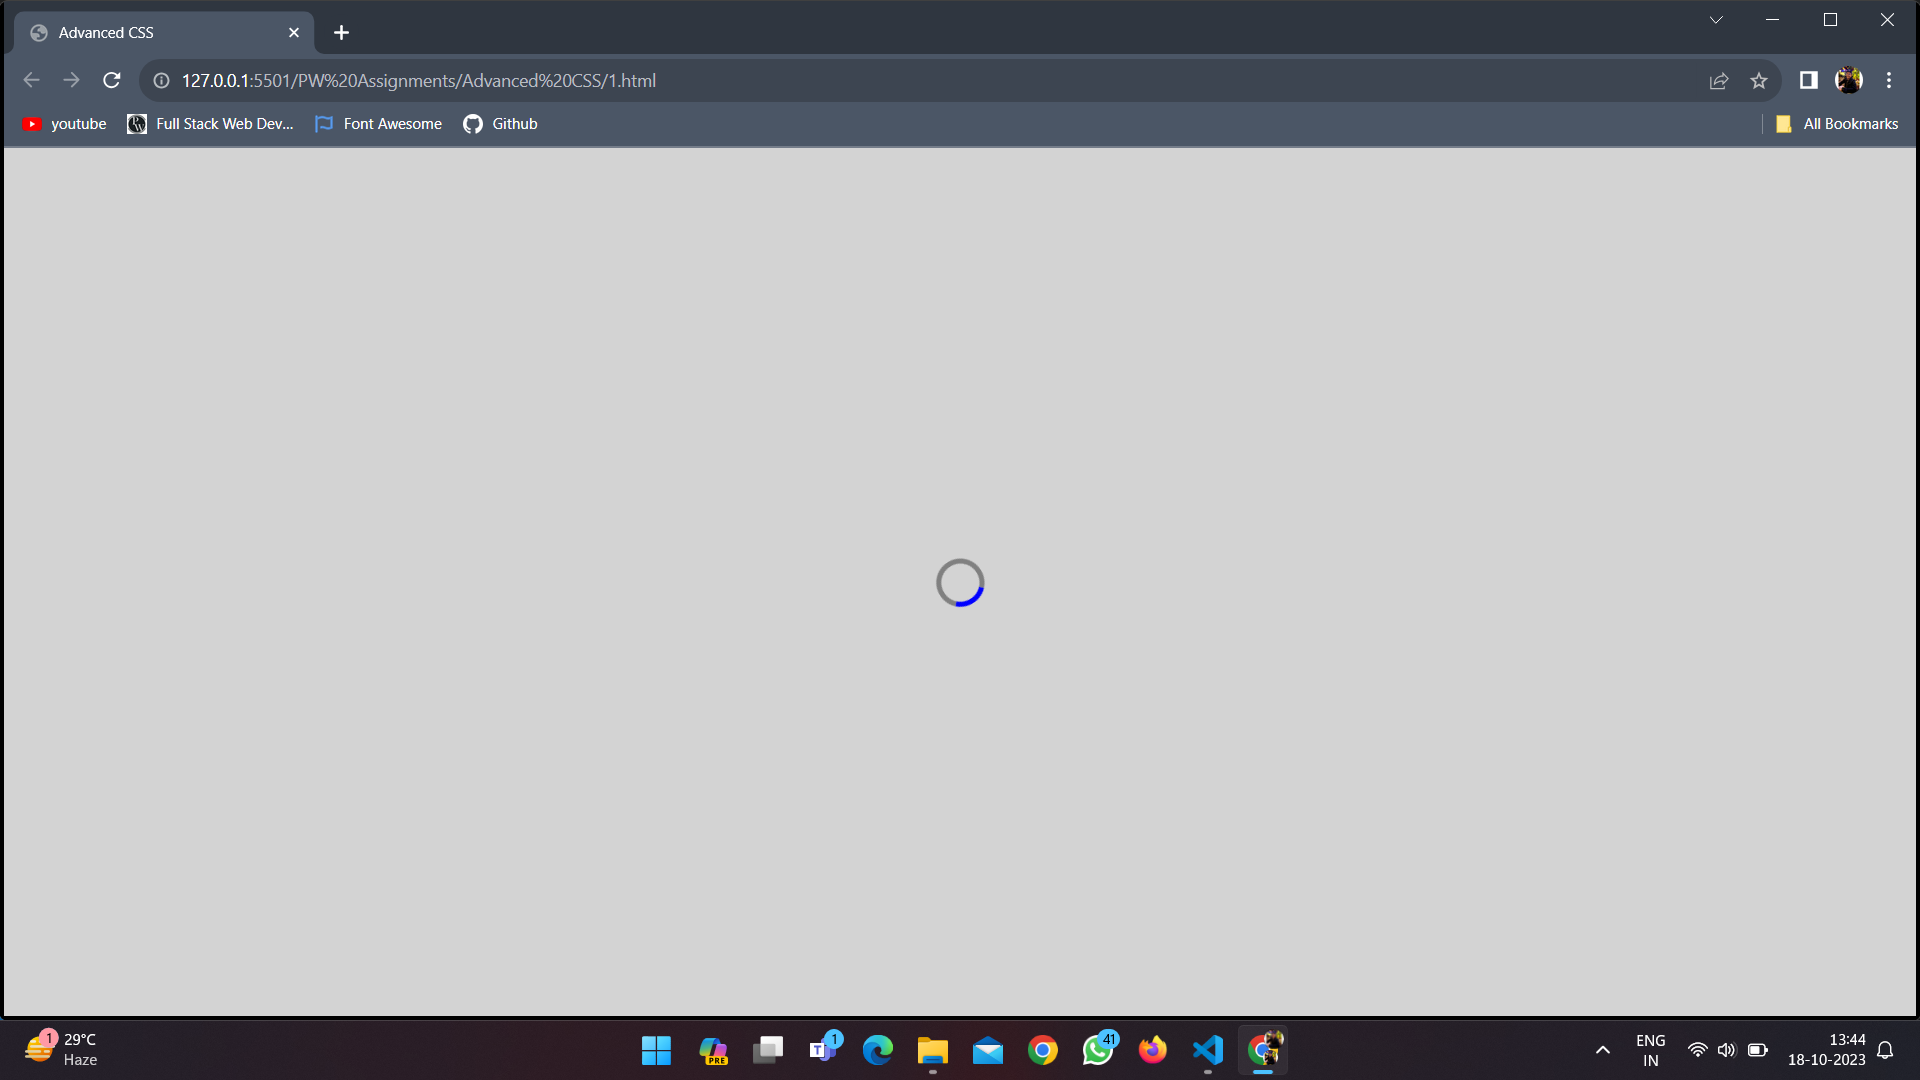 Advanced CSS
127.0.0.1:5501/PW%20Assignments/Advanced%20CSS/1.html
youtube
Full Stack Web Dev...
Font Awesome
Github
All Bookmarks
1
29°C
Haze
PRE
T
1
41
ENG
IN
13:44
18-10-2023